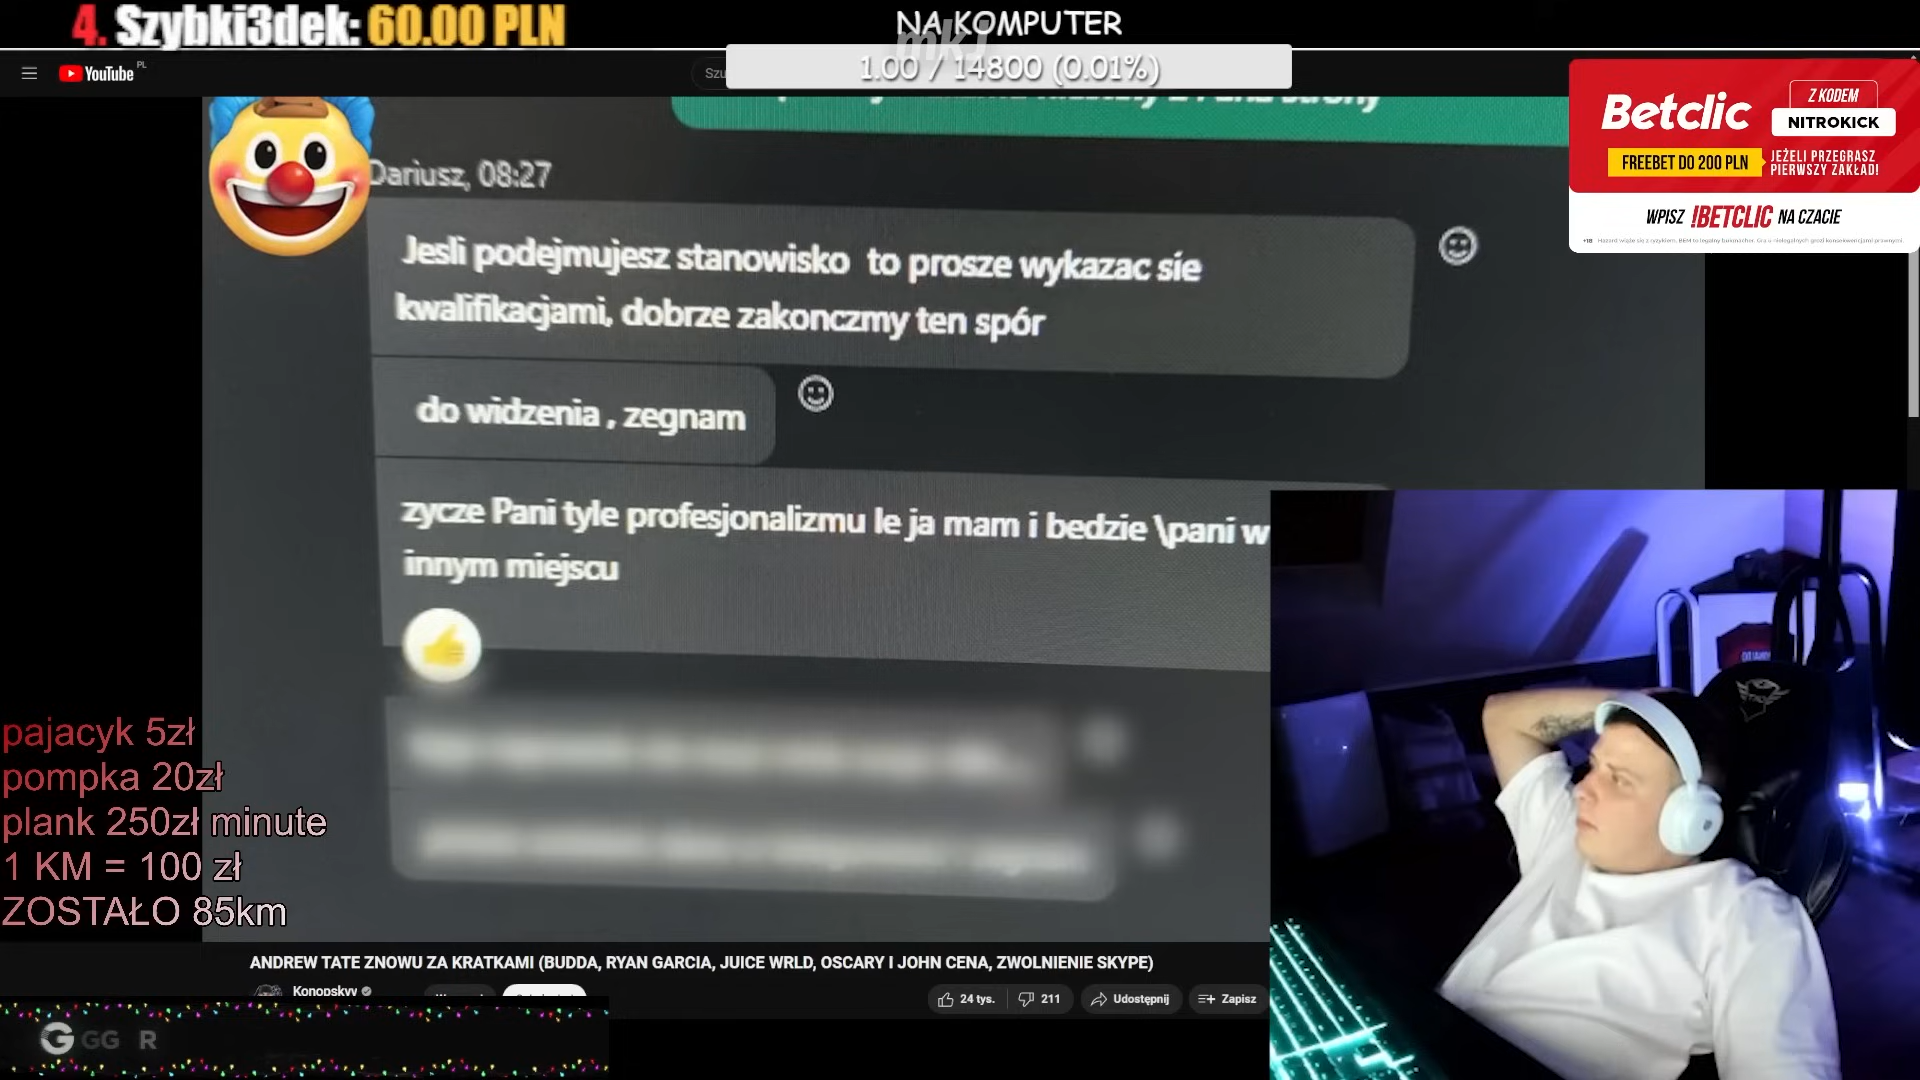 4. Szybki3dek: 60.00 PLN
NA KOMPUTER
1.00 / 14800 (0.01%)
YouTube PL
Szu
Betclic
Z KODEM
NITROKICK
FREEBET DO 200 PLN
JEŻELI PRZEGRASZ
PIERWSZY ZAKŁAD!
WPISZ !BETCLIC NA CZACIE
Dariusz, 08:27
Jesli podejmujesz stanowisko to prosze wykazac sie
kwalifikacjami, dobrze zakonczmy ten spór
do widzenia , zegnam
zycze Pani tyle profesjonalizmu le ja mam i bedzie \pani w
innym miejscu
pajacyk 5zł
pompka 20zł
plank 250zł minute
1 KM = 100 zł
ZOSTAŁO 85km
ANDREW TATE ZNOWU ZA KRATKAMI (BUDDA, RYAN GARCIA, JUICE WRLD, OSCARY I JOHN CENA, ZWOLNIENIE SKYPE)
Konopskyy
24 tys.
211
Udostępnij
Zapisz
GG R